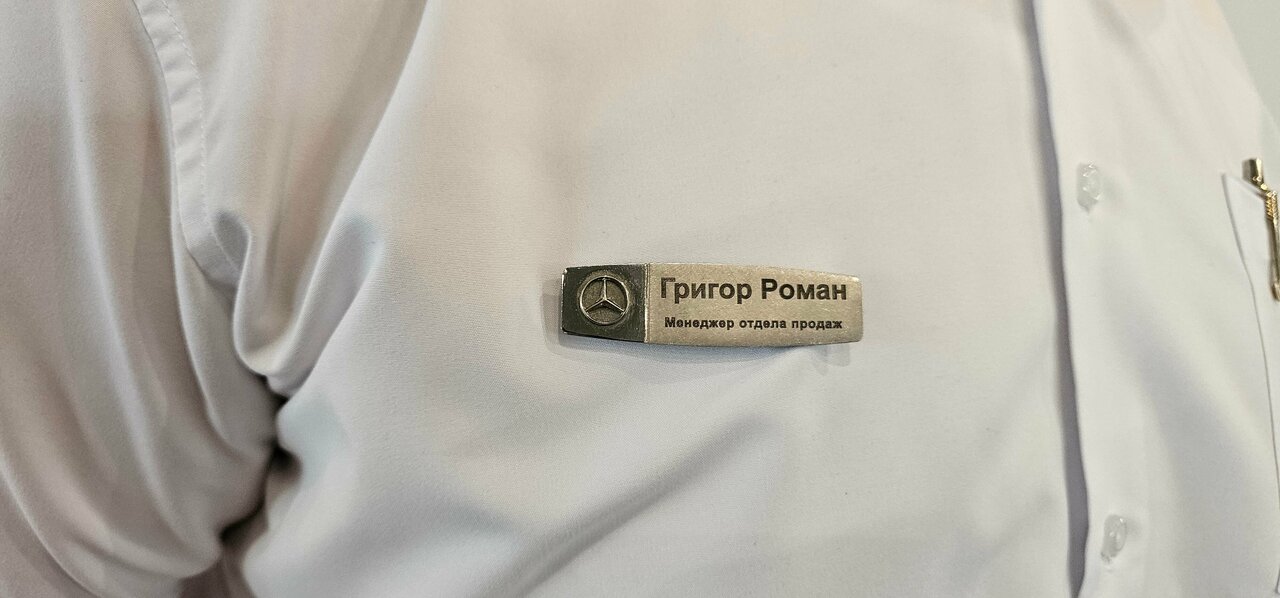 Григор Роман
Менеджер отдела продаж